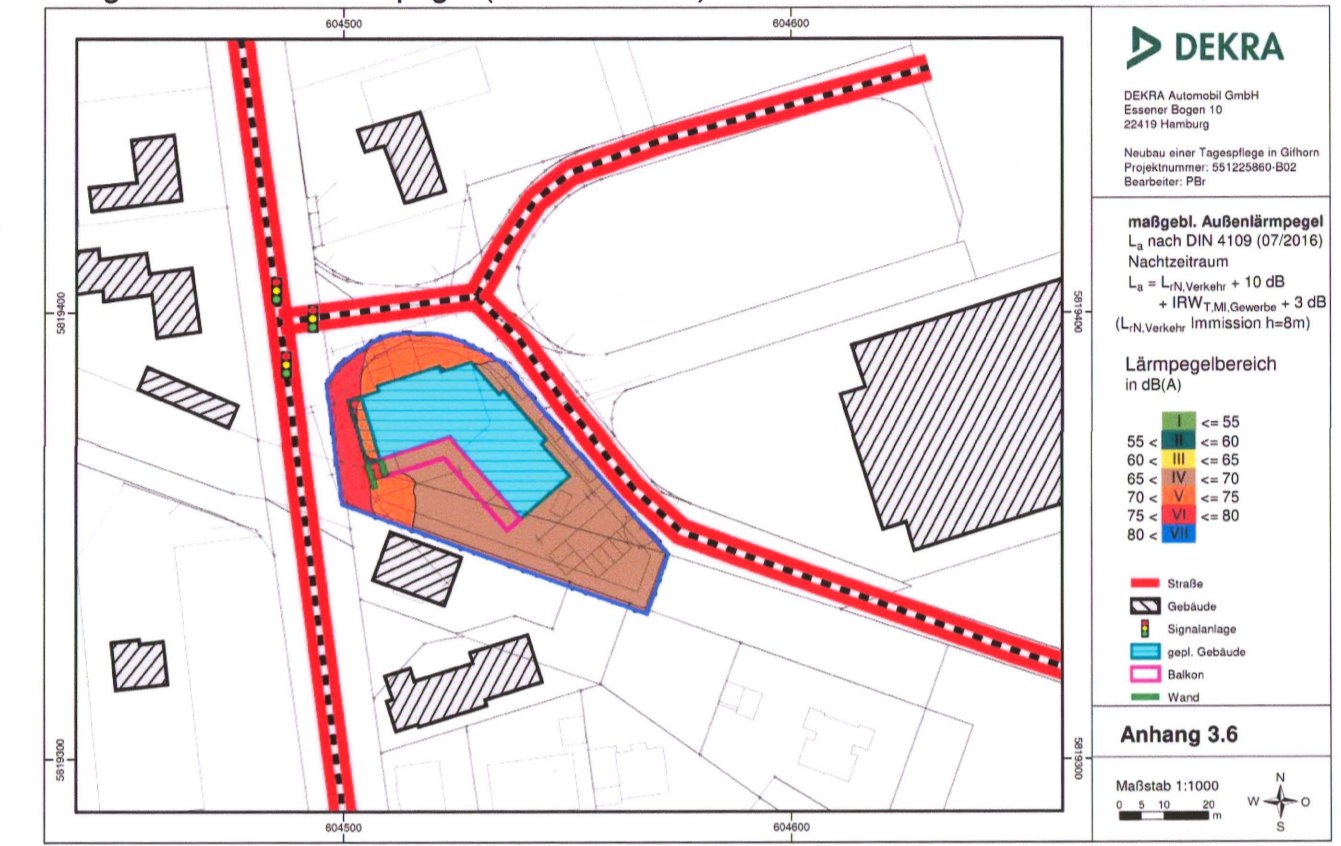 604500
604600
5819400
5819300
5819400
5819300
604500
604600
DEKRA
DEKRA Automobil GmbH
Essener Bogen 10
22419 Hamburg
Neubau einer Tagespflege in Gifhorn
Projektnummer: 551225860-B02
Bearbeiter: PBr
maßgebl. Außenlärmpegel
La nach DIN 4109 (07/2016)
Nachtzeitraum
La = LrN,Verkehr + 10 dB
+ IRWT,MI,Gewerbe + 3 dB
(LrN,Verkehr Immission h=8m)
Lärmpegelbereich
in dB(A)
I <= 55
55 < II <= 60
60 < III <= 65
65 < IV <= 70
70 < V <= 75
75 < VI <= 80
80 < VII
Straße
Gebäude
Signalanlage
gepl. Gebäude
Balkon
Wand
Anhang 3.6
Maßstab 1:1000
0 5 10 20
m
N
W O
S